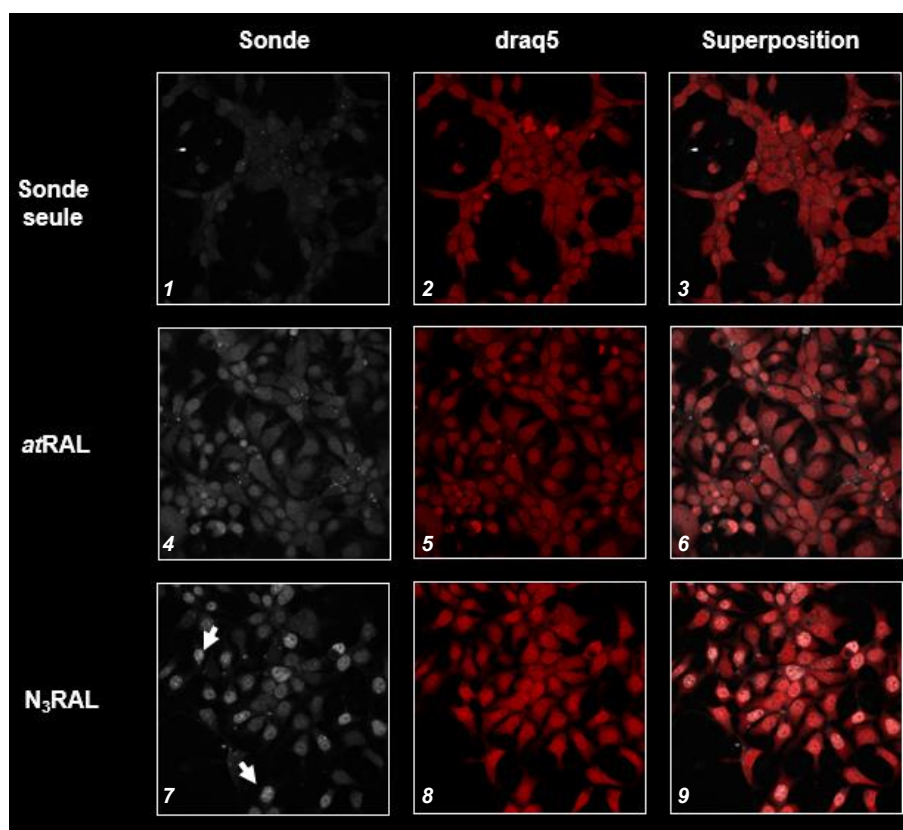 Sonde draq5 Superposition
Sonde
seule
1 2 3
atRAL
4 5 6
N₃RAL
7 8 9